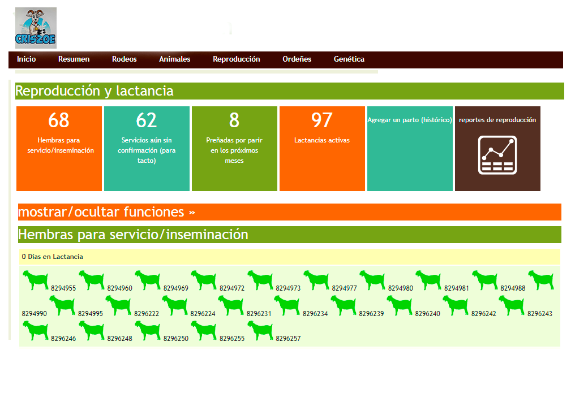 CRISZOE
Inicio Resumen Rodeos Animales Reproducción Ordeñes Genética
Reproducción y lactancia
68
Hembras para
servicio/inseminación
62
Servicios aún sin
confirmación (para
tacto)
8
Preñadas por parir
en los próximos
meses
97
Lactancias activas
Agregar un parto (histórico)
reportes de reproducción
mostrar/ocultar funciones »
Hembras para servicio/inseminación
0 Días en Lactancia
8294955 8294960 8294969 8294972 8294973 8294977 8294980 8294981 8294988
8294990 8294995 8296222 8296224 8296231 8296234 8296239 8296240 8296242 8296243
8296246 8296248 8296250 8296255 8296257